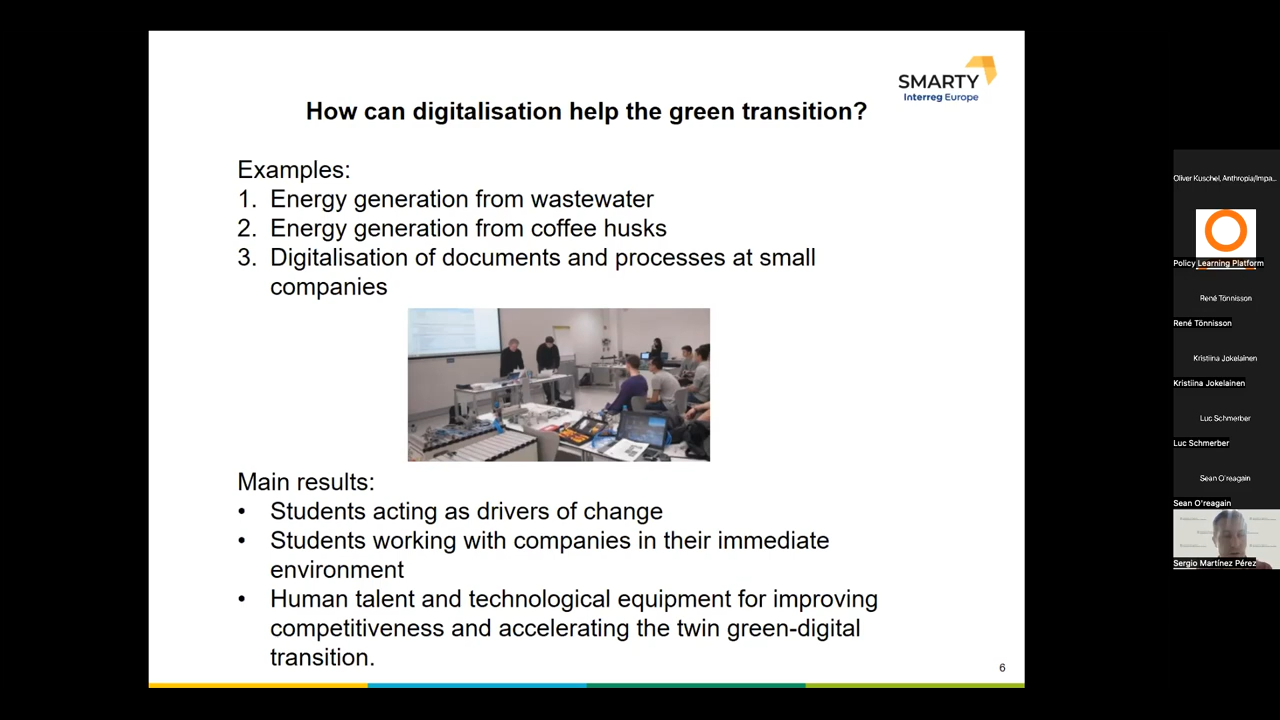 SMARTY
Interreg Europe
How can digitalisation help the green transition?
Examples:
1. Energy generation from wastewater
2. Energy generation from coffee husks
3. Digitalisation of documents and processes at small
companies
Main results:
• Students acting as drivers of change
• Students working with companies in their immediate
environment
• Human talent and technological equipment for improving
competitiveness and accelerating the twin green-digital
transition.
6
Oliver Kuschel, Anthropia/Impa...
Policy Learning Platform
René Tõnnisson
René Tõnnisson
Kristiina Jokelainen
Kristiina Jokelainen
Luc Schmerber
Luc Schmerber
Sean O'reagain
Sean O'reagain
Sergio Martínez Pérez